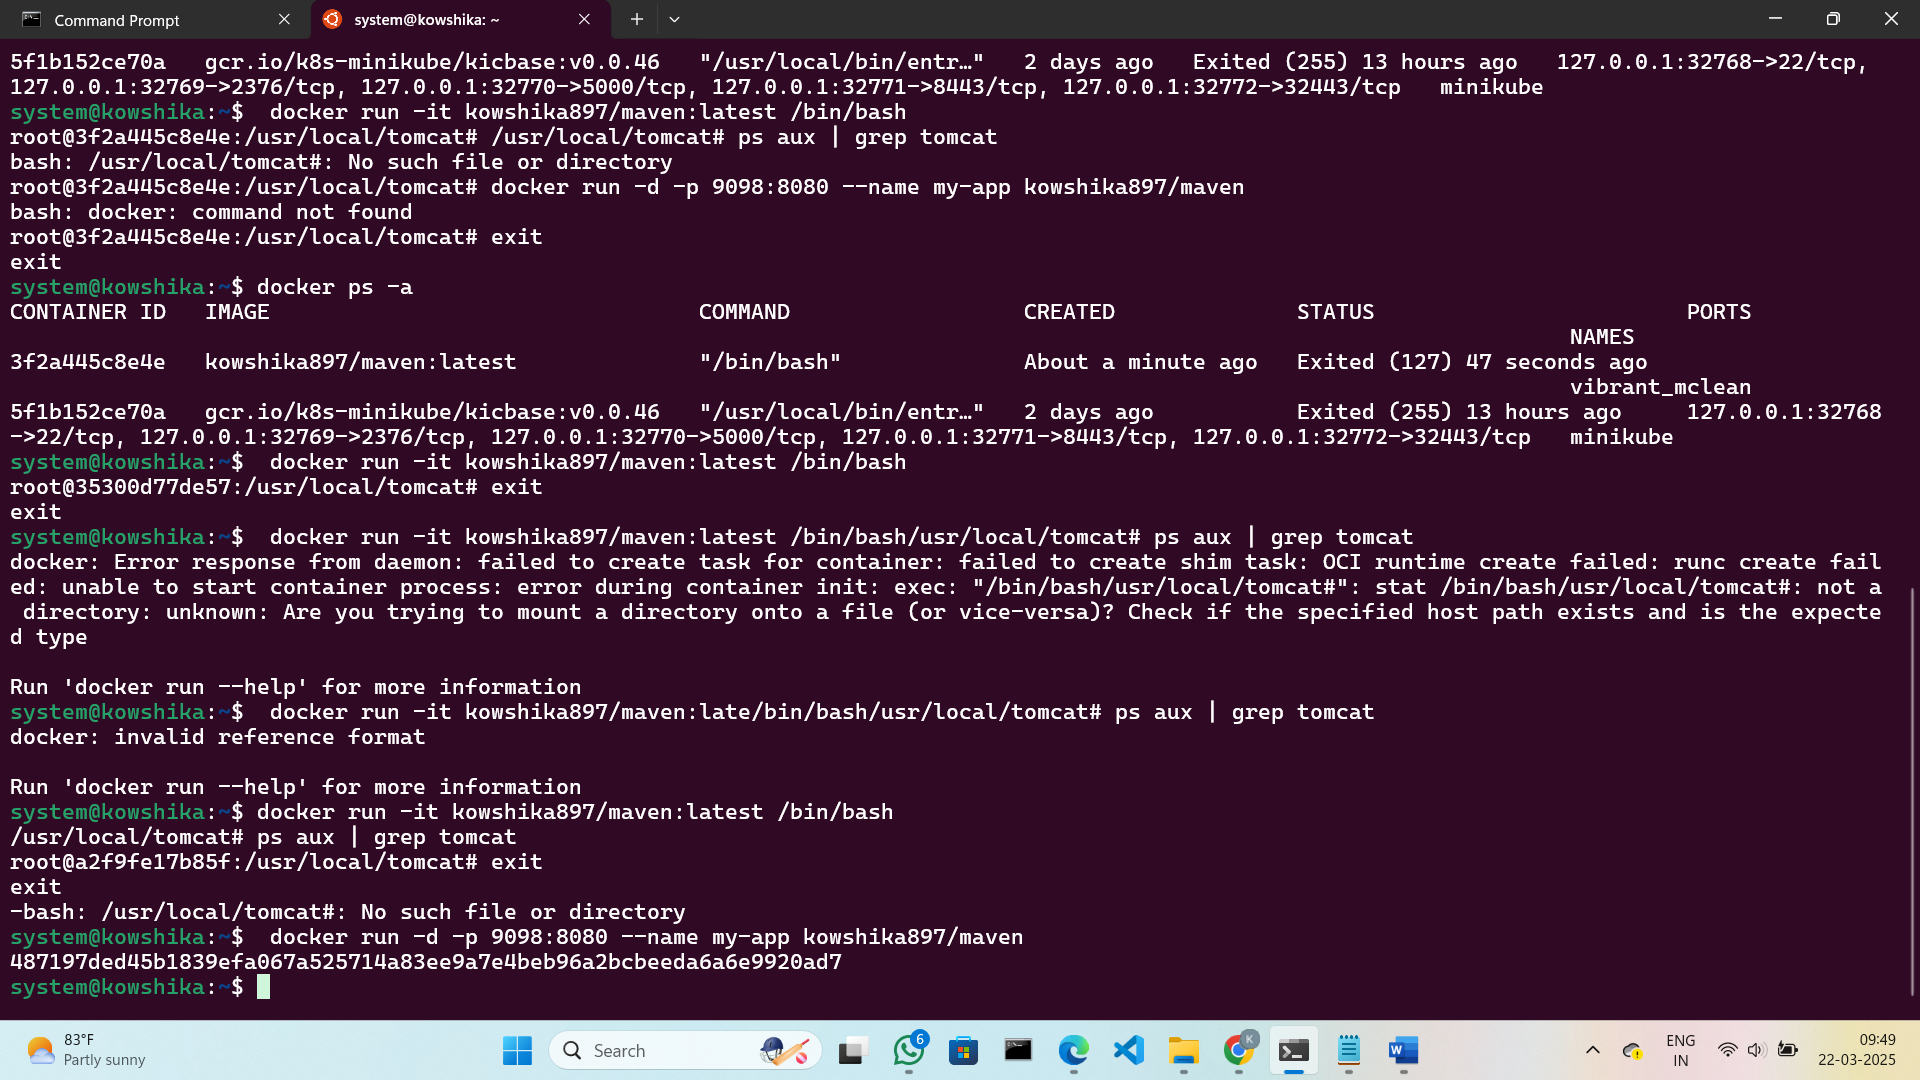 Command Prompt
system@kowshika: ~
5f1b152ce70a   gcr.io/k8s-minikube/kicbase:v0.0.46   "/usr/local/bin/entr…"   2 days ago   Exited (255) 13 hours ago   127.0.0.1:32768->22/tcp,
127.0.0.1:32769->2376/tcp, 127.0.0.1:32770->5000/tcp, 127.0.0.1:32771->8443/tcp, 127.0.0.1:32772->32443/tcp   minikube
system@kowshika:~$  docker run -it kowshika897/maven:latest /bin/bash
root@3f2a445c8e4e:/usr/local/tomcat# /usr/local/tomcat# ps aux | grep tomcat
bash: /usr/local/tomcat#: No such file or directory
root@3f2a445c8e4e:/usr/local/tomcat# docker run -d -p 9098:8080 --name my-app kowshika897/maven
bash: docker: command not found
root@3f2a445c8e4e:/usr/local/tomcat# exit
exit
system@kowshika:~$ docker ps -a
CONTAINER ID   IMAGE                                 COMMAND                  CREATED              STATUS                        PORTS
NAMES
3f2a445c8e4e   kowshika897/maven:latest              "/bin/bash"              About a minute ago   Exited (127) 47 seconds ago
vibrant_mclean
5f1b152ce70a   gcr.io/k8s-minikube/kicbase:v0.0.46   "/usr/local/bin/entr…"   2 days ago           Exited (255) 13 hours ago     127.0.0.1:32768
->22/tcp, 127.0.0.1:32769->2376/tcp, 127.0.0.1:32770->5000/tcp, 127.0.0.1:32771->8443/tcp, 127.0.0.1:32772->32443/tcp   minikube
system@kowshika:~$  docker run -it kowshika897/maven:latest /bin/bash
root@35300d77de57:/usr/local/tomcat# exit
exit
system@kowshika:~$  docker run -it kowshika897/maven:latest /bin/bash/usr/local/tomcat# ps aux | grep tomcat
docker: Error response from daemon: failed to create task for container: failed to create shim task: OCI runtime create failed: runc create fail
ed: unable to start container process: error during container init: exec: "/bin/bash/usr/local/tomcat#": stat /bin/bash/usr/local/tomcat#: not a
 directory: unknown: Are you trying to mount a directory onto a file (or vice-versa)? Check if the specified host path exists and is the expecte
d type
Run 'docker run --help' for more information
system@kowshika:~$  docker run -it kowshika897/maven:late/bin/bash/usr/local/tomcat# ps aux | grep tomcat
docker: invalid reference format
Run 'docker run --help' for more information
system@kowshika:~$ docker run -it kowshika897/maven:latest /bin/bash
/usr/local/tomcat# ps aux | grep tomcat
root@a2f9fe17b85f:/usr/local/tomcat# exit
exit
-bash: /usr/local/tomcat#: No such file or directory
system@kowshika:~$  docker run -d -p 9098:8080 --name my-app kowshika897/maven
487197ded45b1839efa067a525714a83ee9a7e4beb96a2bcbeeda6a6e9920ad7
system@kowshika:~$
83°F
Partly sunny
Search
6
K
ENG
IN
09:49
22-03-2025